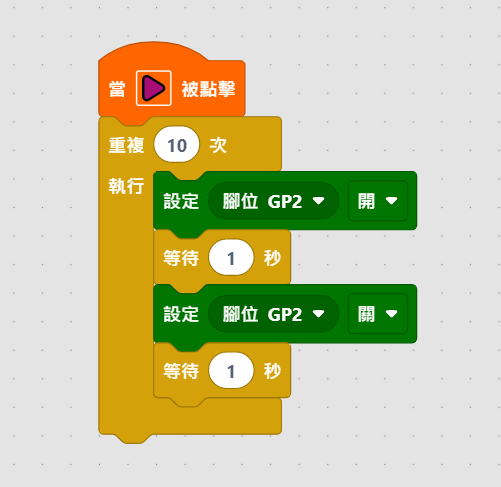 當 被點擊
重複 10 次
執行
設定 腳位 GP2 開
等待 1 秒
設定 腳位 GP2 關
等待 1 秒